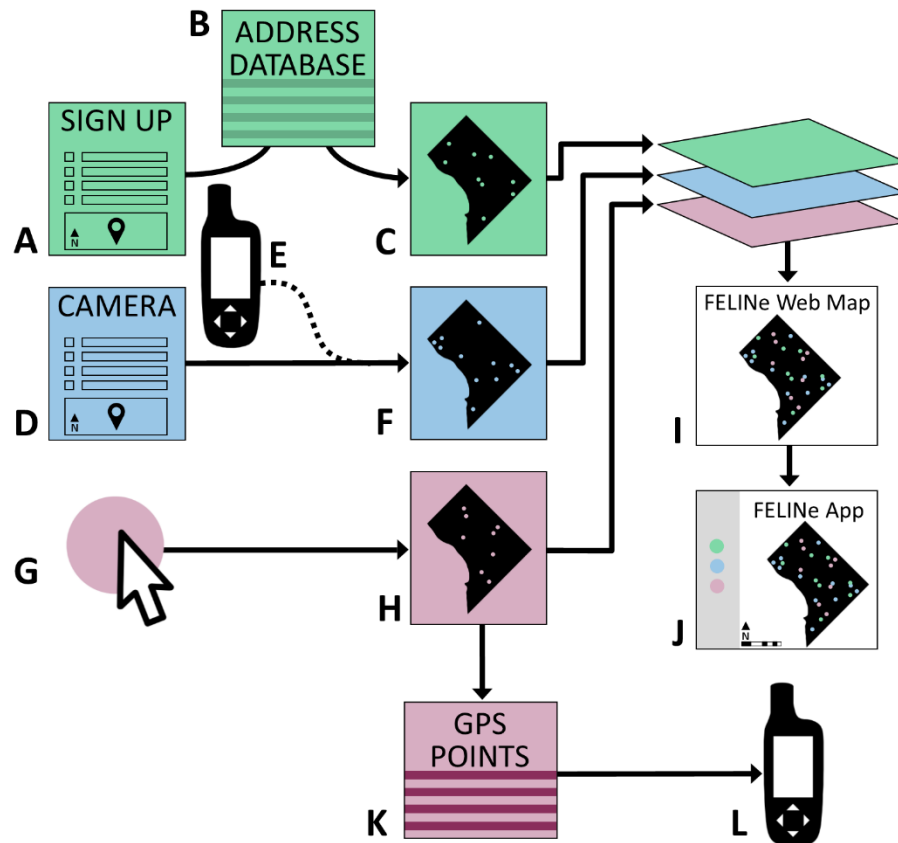 B
ADDRESS
DATABASE
SIGN UP
A
N
C
E
CAMERA
D
N
F
FELINe Web Map
I
G
H
FELINe App
J
N
GPS
POINTS
K
L